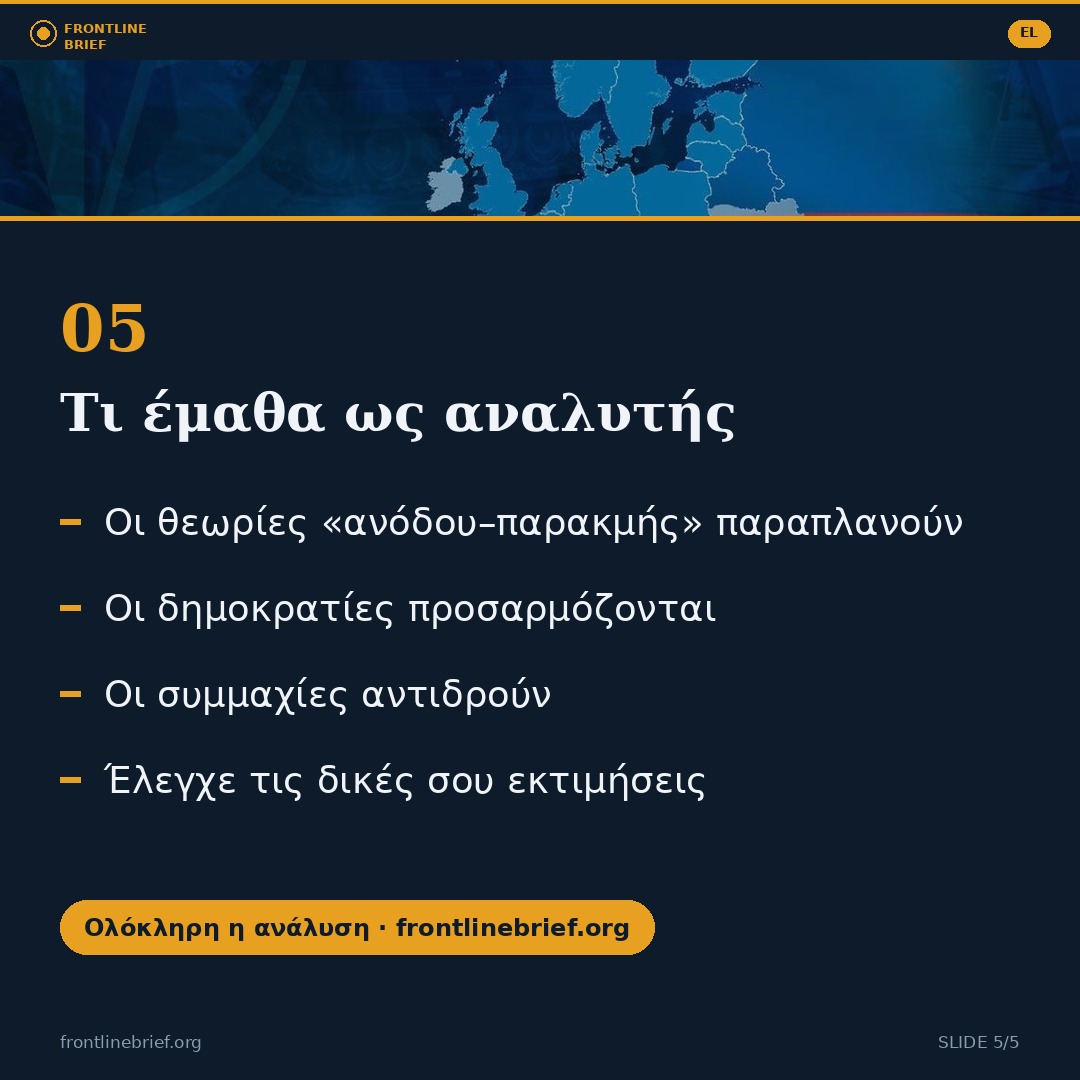 FRONTLINE
BRIEF
EL
05
Τι έμαθα ως αναλυτής
Οι θεωρίες «ανόδου–παρακμής» παραπλανούν
Οι δημοκρατίες προσαρμόζονται
Οι συμμαχίες αντιδρούν
Έλεγχε τις δικές σου εκτιμήσεις
Ολόκληρη η ανάλυση · frontlinebrief.org
frontlinebrief.org
SLIDE 5/5